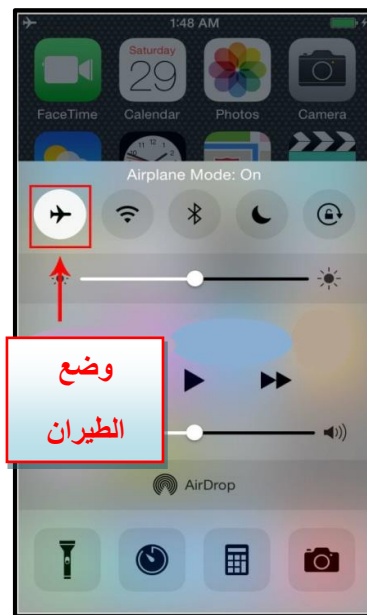 1:48 AM
Saturday
29
FaceTime Calendar Photos Camera
Airplane Mode: On
وضع
الطيران
AirDrop